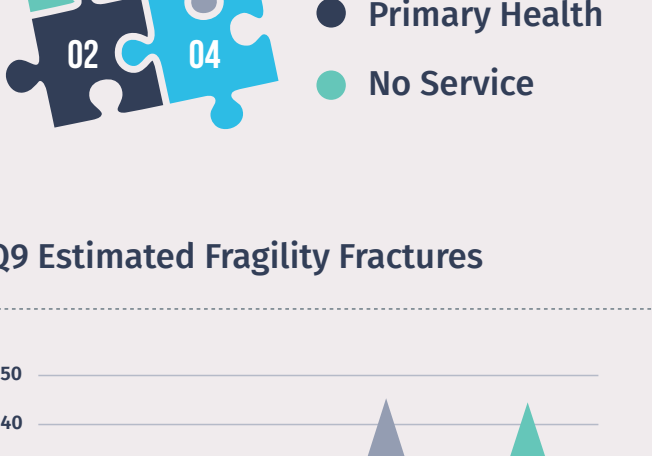 Primary Health
02 04
No Service
Q9 Estimated Fragility Fractures
50
40